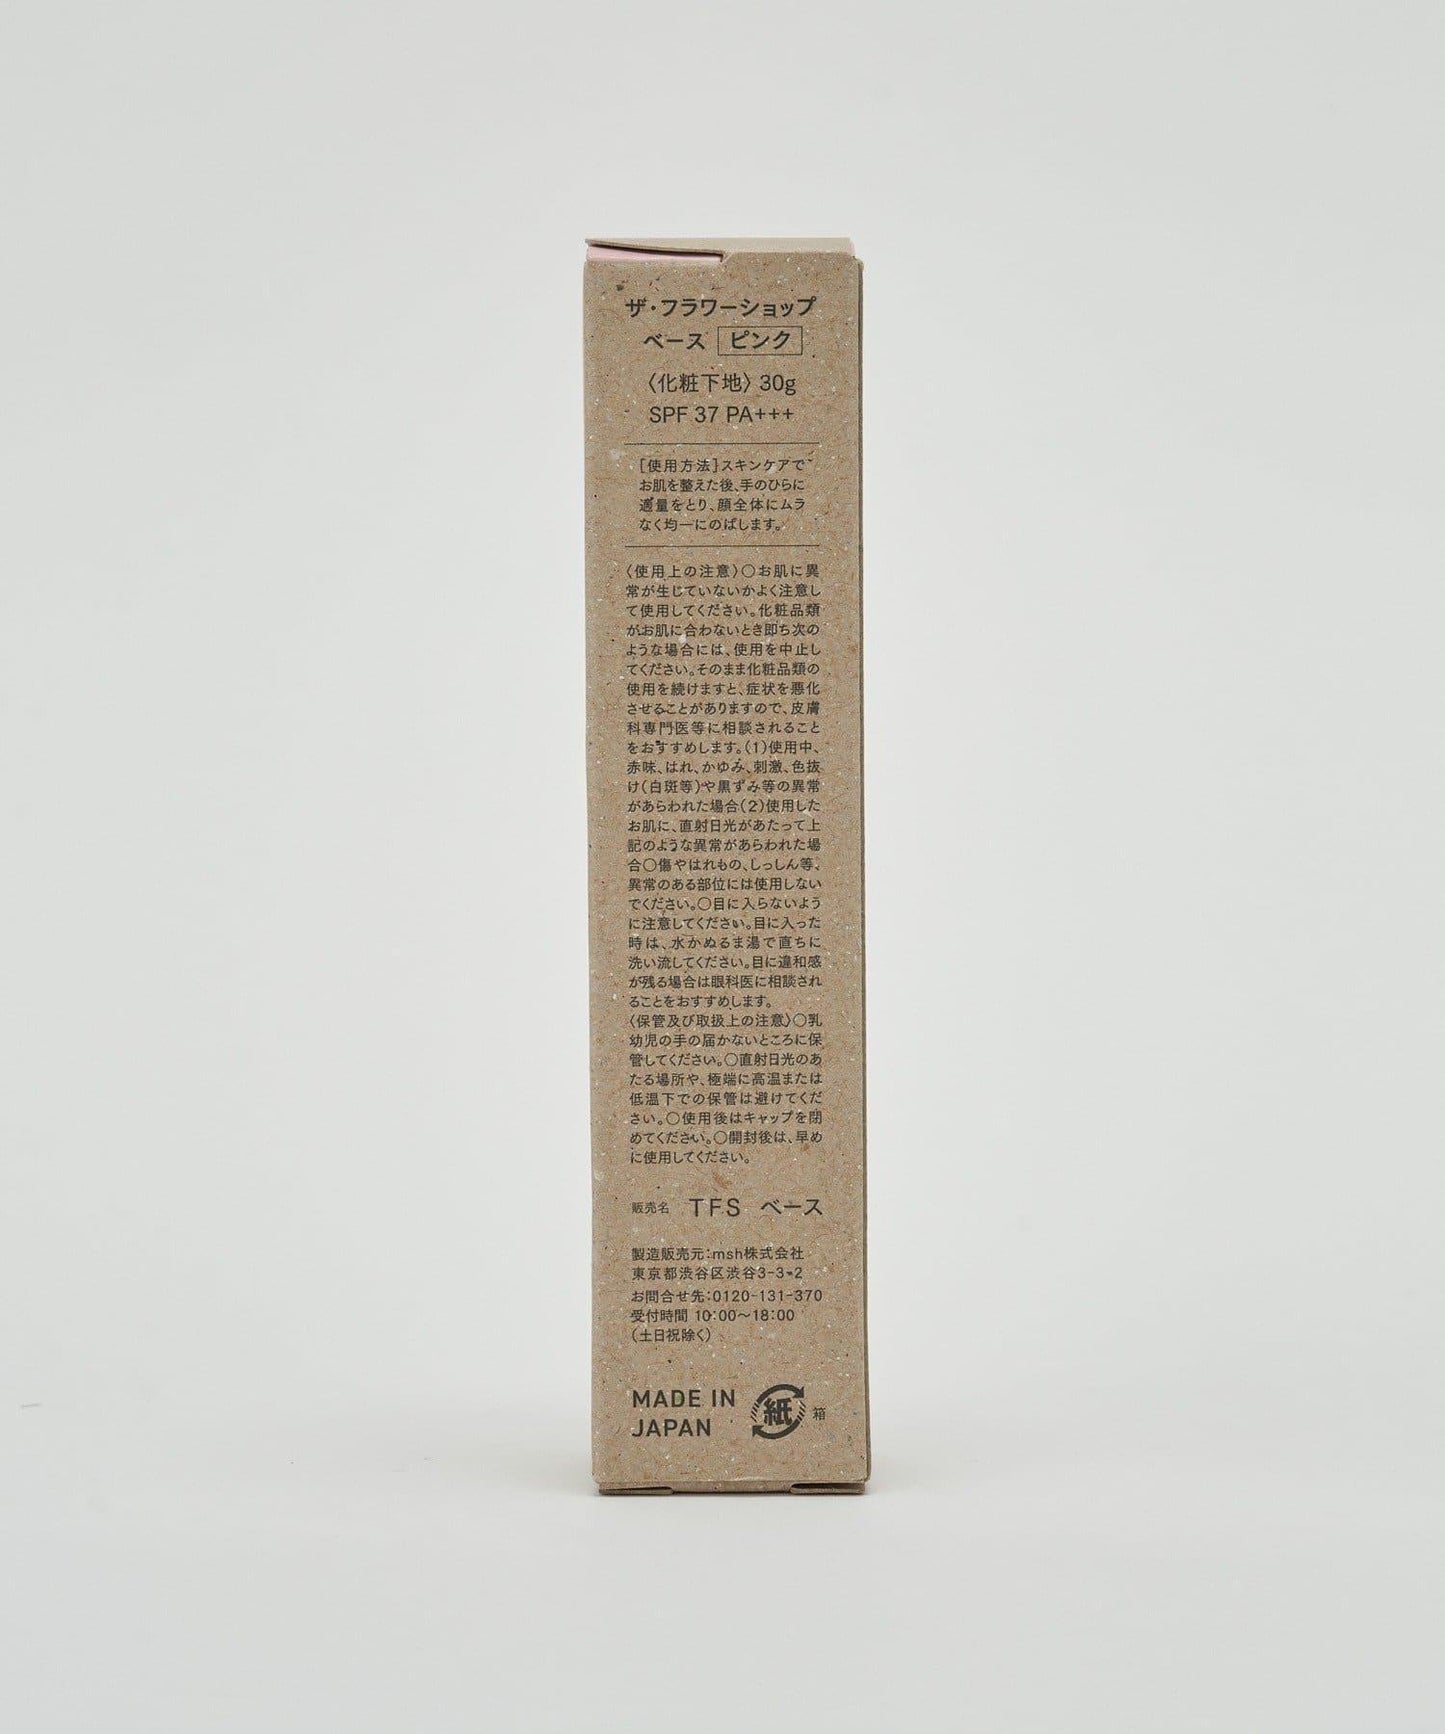 ザ・フラワーショップ
ベース ピンク
〈化粧下地〉30g
SPF 37 PA+++
［使用方法］スキンケアで
お肌を整えた後、手のひらに
適量をとり、顔全体にムラ
なく均一にのばします。
〈使用上の注意〉○お肌に異
常が生じていないかよく注意し
て使用してください。化粧品類
がお肌に合わないとき即ち次の
ような場合には、使用を中止し
てください。そのまま化粧品類の
使用を続けますと、症状を悪化
させることがありますので、皮膚
科専門医等に相談されること
をおすすめします。(1)使用中、
赤味、はれ、かゆみ、刺激、色抜
け(白斑等)や黒ずみ等の異常
があらわれた場合(2)使用した
お肌に、直射日光があたって上
記のような異常があらわれた場
合○傷やはれもの、しっしん等、
異常のある部位には使用しない
でください。○目に入らないよう
に注意してください。目に入った
時は、水かぬるま湯で直ちに
洗い流してください。目に違和感
が残る場合は眼科医に相談され
ることをおすすめします。
〈保管及び取扱上の注意〉○乳
幼児の手の届かないところに保
管してください。○直射日光のあ
たる場所や、極端に高温または
低温下での保管は避けてくだ
さい。○使用後はキャップを閉
めてください。○開封後は、早め
に使用してください。
販売名 TFS ベース
製造販売元:msh株式会社
東京都渋谷区渋谷3-3-2
お問合せ先:0120-131-370
受付時間 10:00〜18:00
(土日祝除く)
MADE IN
JAPAN
紙 箱